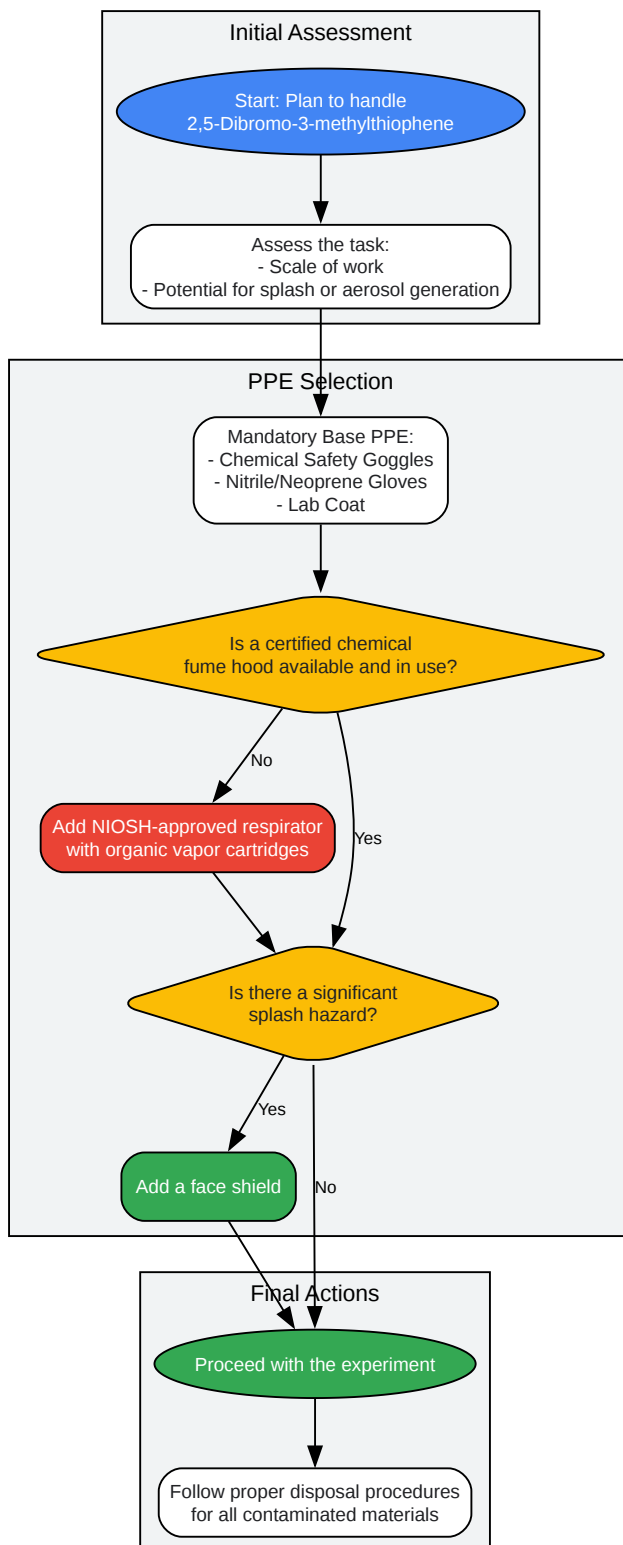 Initial Assessment
Start: Plan to handle
2,5-Dibromo-3-methylthiophene
Assess the task:
- Scale of work
- Potential for splash or aerosol generation
PPE Selection
Mandatory Base PPE:
- Chemical Safety Goggles
- Nitrile/Neoprene Gloves
- Lab Coat
Is a certified chemical
fume hood available and in use?
No
Add NIOSH-approved respirator
with organic vapor cartridges
Yes
Is there a significant
splash hazard?
Yes
Add a face shield
No
Final Actions
Proceed with the experiment
Follow proper disposal procedures
for all contaminated materials